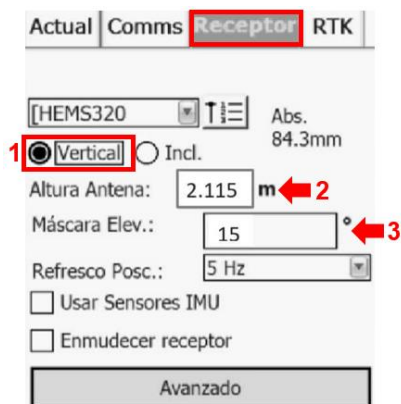 Actual Comms Receptor RTK
[HEMS320 Abs.
84.3mm
1 Vertical Incl.
Altura Antena: 2.115 m 2
Máscara Elev.: 15 ° 3
Refresco Posc.: 5 Hz
Usar Sensores IMU
Enmudecer receptor
Avanzado